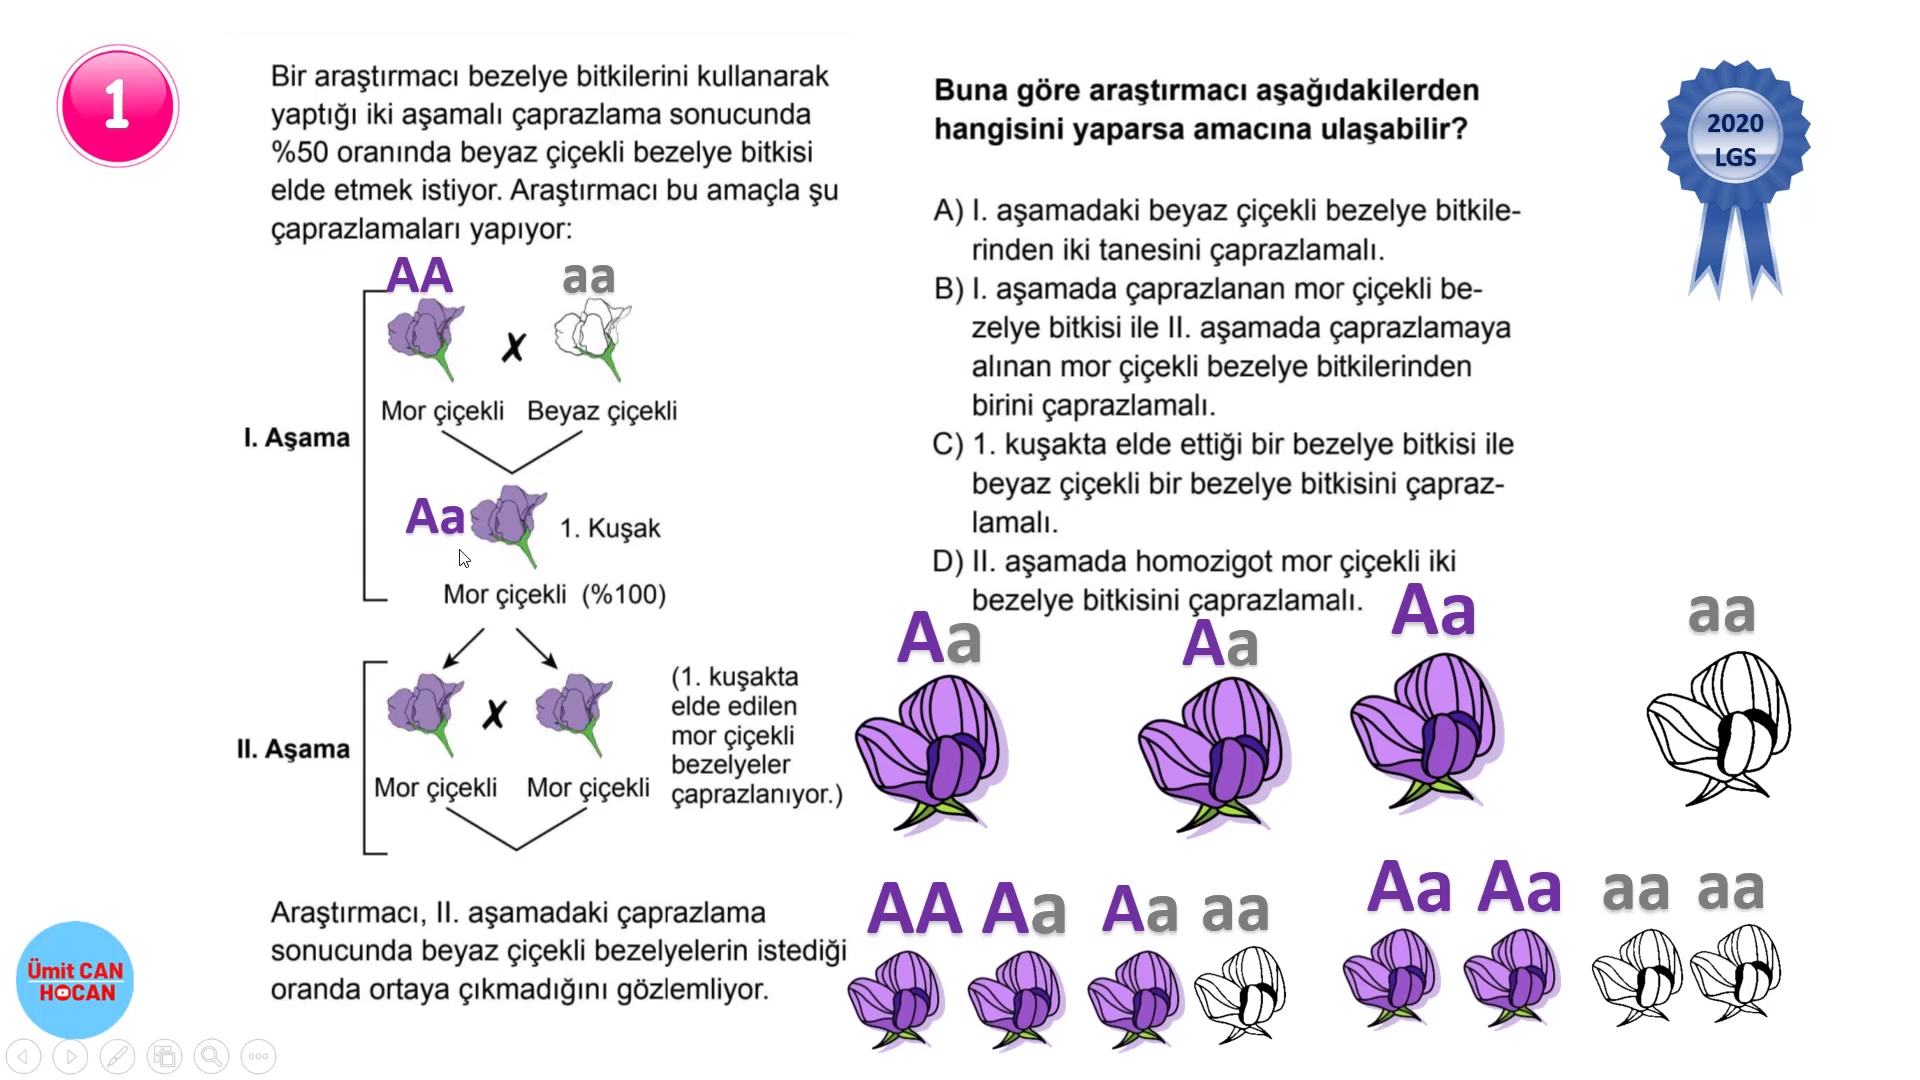 1
Bir araştırmacı bezelye bitkilerini kullanarak
yaptığı iki aşamalı çaprazlama sonucunda
%50 oranında beyaz çiçekli bezelye bitkisi
elde etmek istiyor. Araştırmacı bu amaçla şu
çaprazlamaları yapıyor:
AA aa
Mor çiçekli Beyaz çiçekli
I. Aşama
Aa 1. Kuşak
Mor çiçekli (%100)
II. Aşama
Mor çiçekli Mor çiçekli
(1. kuşakta
elde edilen
mor çiçekli
bezelyeler
çaprazlanıyor.)
Araştırmacı, II. aşamadaki çaprazlama
sonucunda beyaz çiçekli bezelyelerin istediği
oranda ortaya çıkmadığını gözlemliyor.
Buna göre araştırmacı aşağıdakilerden
hangisini yaparsa amacına ulaşabilir?
A) I. aşamadaki beyaz çiçekli bezelye bitkile-
rinden iki tanesini çaprazlamalı.
B) I. aşamada çaprazlanan mor çiçekli be-
zelye bitkisi ile II. aşamada çaprazlamaya
alınan mor çiçekli bezelye bitkilerinden
birini çaprazlamalı.
C) 1. kuşakta elde ettiği bir bezelye bitkisi ile
beyaz çiçekli bir bezelye bitkisini çapraz-
lamalı.
D) II. aşamada homozigot mor çiçekli iki
bezelye bitkisini çaprazlamalı.
Aa Aa Aa aa
AA Aa Aa aa Aa Aa aa aa
2020
LGS
Ümit CAN
HOCAN